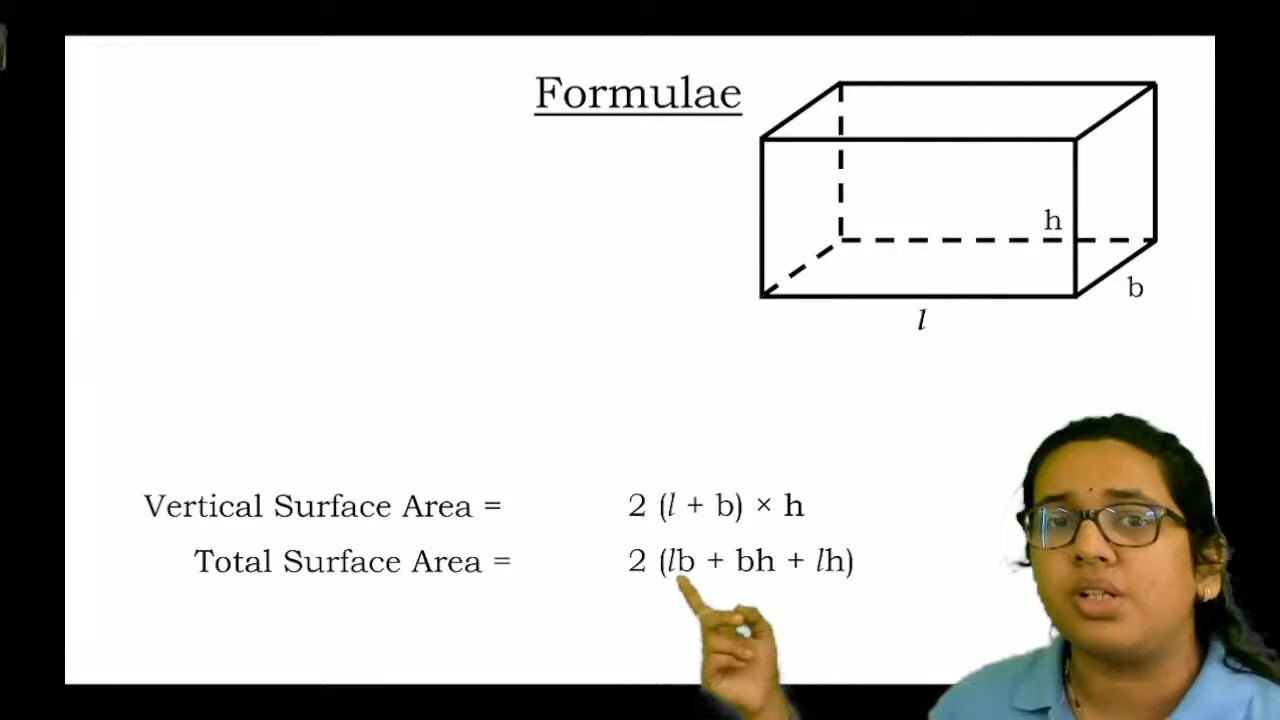 Formulae
h
b
l
Vertical Surface Area = 2 (l + b) × h
Total Surface Area = 2 (lb + bh + lh)